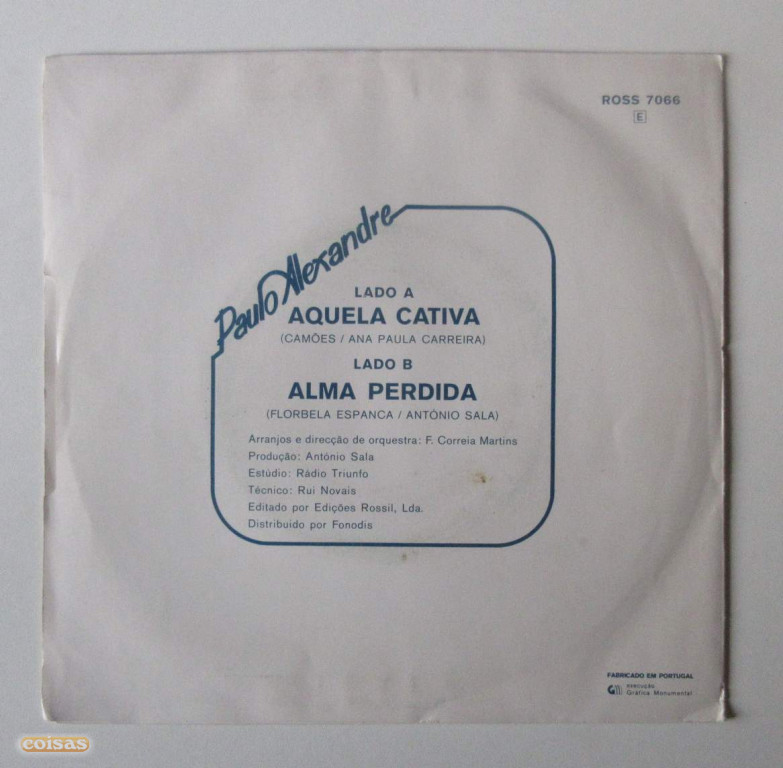 ROSS 7066
E
Paulo Alexandre
LADO A
AQUELA CATIVA
(CAMÕES / ANA PAULA CARREIRA)
LADO B
ALMA PERDIDA
(FLORBELA ESPANCA / ANTÓNIO SALA)
Arranjos e direcção de orquestra: F. Correia Martins
Produção: António Sala
Estúdio: Rádio Triunfo
Técnico: Rui Novais
Editado por Edições Rossil, Lda.
Distribuido por Fonodis
FABRICADO EM PORTUGAL
execução
Gráfica Monumental
coisas